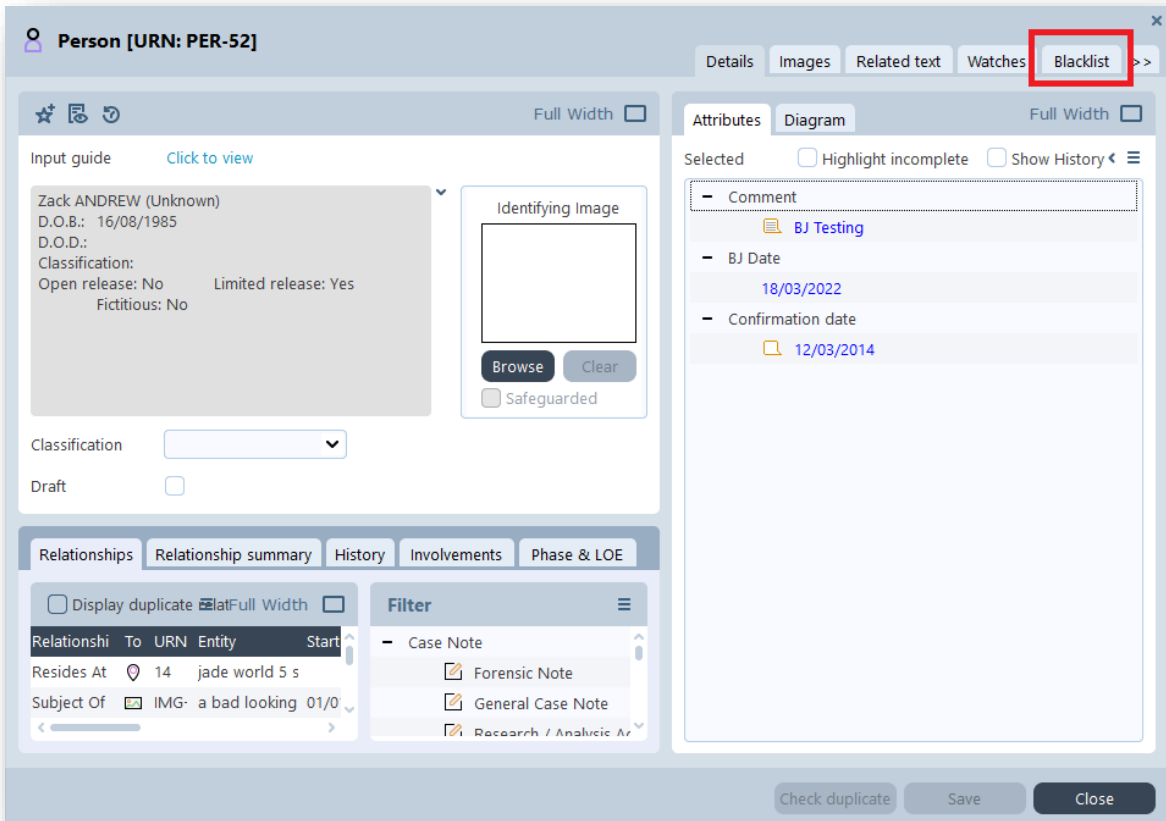 Person [URN: PER-52]
Details Images Related text Watches Blacklist >>
Full Width
Input guide Click to view
Zack ANDREW (Unknown)
D.O.B.: 16/08/1985
D.O.D.:
Classification:
Open release: No Limited release: Yes
Fictitious: No
Identifying Image
Browse Clear
Safeguarded
Classification
Draft
Attributes Diagram Full Width
Selected Highlight incomplete Show History
Comment
BJ Testing
BJ Date
18/03/2022
Confirmation date
12/03/2014
Relationships Relationship summary History Involvements Phase & LOE
Display duplicate elat Full Width
Relationshi To URN Entity Start
Resides At 14 jade world 5 s
Subject Of IMG- a bad looking 01/0
Filter
Case Note
Forensic Note
General Case Note
Research / Analysis
Check duplicate Save Close